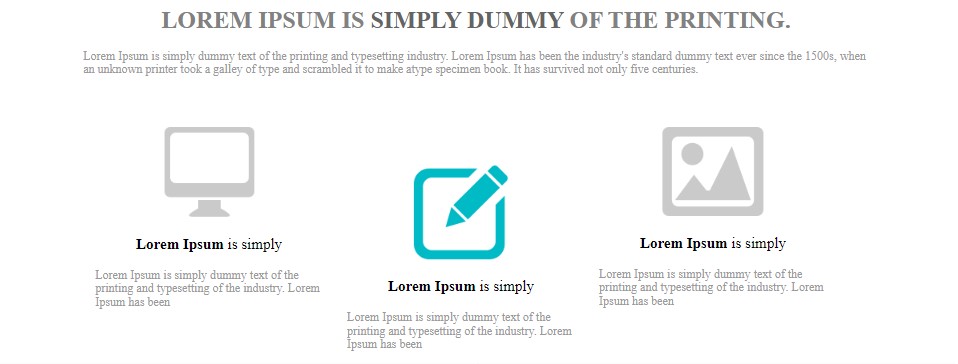 LOREM IPSUM IS SIMPLY DUMMY OF THE PRINTING.
Lorem Ipsum is simply dummy text of the printing and typesetting industry. Lorem Ipsum has been the industry's standard dummy text ever since the 1500s, when
an unknown printer took a galley of type and scrambled it to make atype specimen book. It has survived not only five centuries.
Lorem Ipsum is simply
Lorem Ipsum is simply dummy text of the
printing and typesetting of the industry. Lorem
Ipsum has been
Lorem Ipsum is simply
Lorem Ipsum is simply dummy text of the
printing and typesetting of the industry. Lorem
Ipsum has been
Lorem Ipsum is simply
Lorem Ipsum is simply dummy text of the
printing and typesetting of the industry. Lorem
Ipsum has been